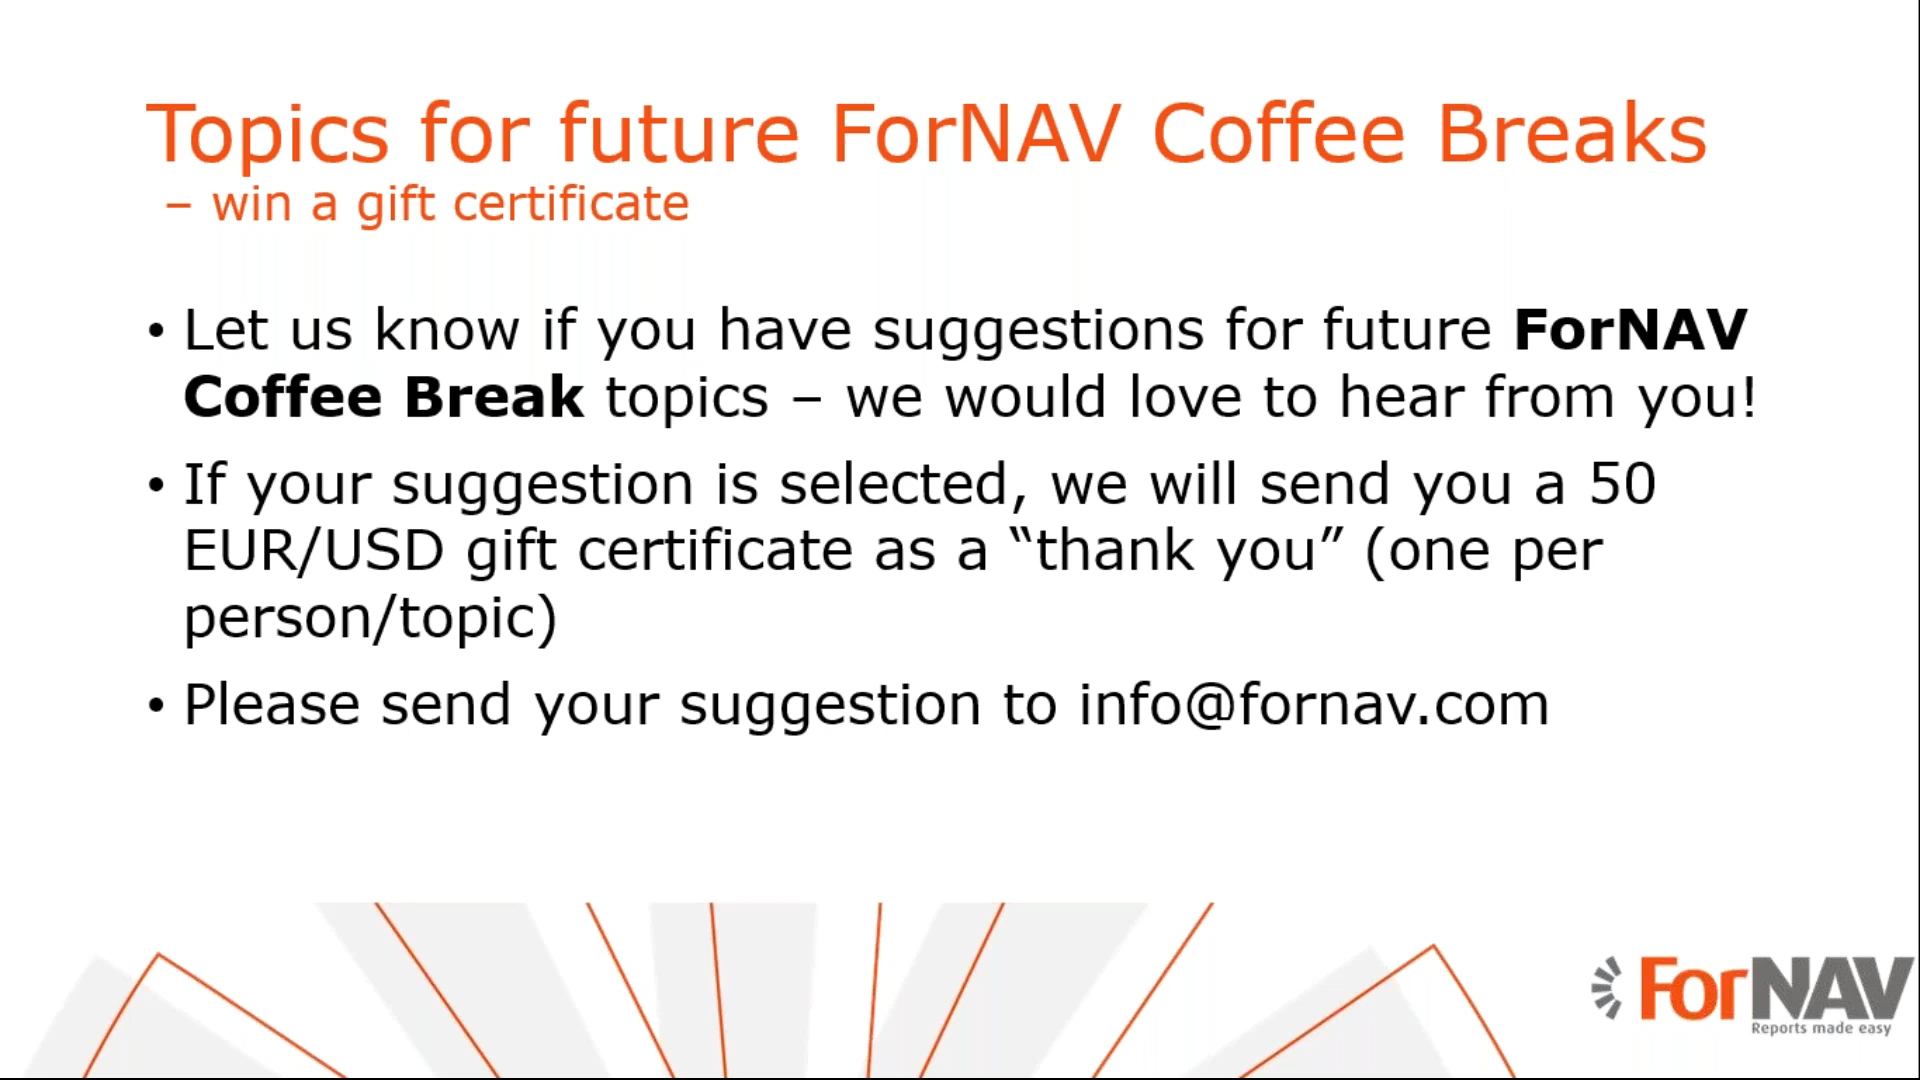 Topics for future ForNAV Coffee Breaks
– win a gift certificate
• Let us know if you have suggestions for future ForNAV
Coffee Break topics – we would love to hear from you!
• If your suggestion is selected, we will send you a 50
EUR/USD gift certificate as a “thank you” (one per
person/topic)
• Please send your suggestion to info@fornav.com
ForNAV
Reports made easy